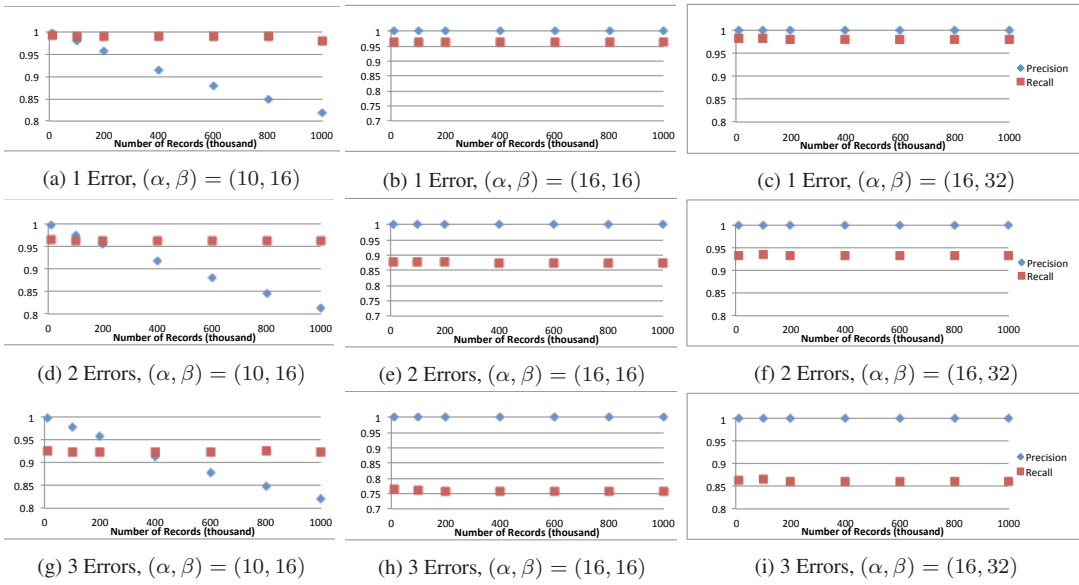 1
0.95
0.9
0.85
0.8
0 200 400 600 800 1000
Number of Records (thousand)
(a) 1 Error, (α, β) = (10, 16)
1
0.95
0.9
0.85
0.8
0.75
0.7
0 200 400 600 800 1000
Number of Records (thousand)
(b) 1 Error, (α, β) = (16, 16)
1
0.95
0.9
0.85
0.8
0 200 400 600 800 1000
Number of Records (thousand)
Precision
Recall
(c) 1 Error, (α, β) = (16, 32)
1
0.95
0.9
0.85
0.8
0 200 400 600 800 1000
Number of Records (thousand)
(d) 2 Errors, (α, β) = (10, 16)
1
0.95
0.9
0.85
0.8
0.75
0.7
0 200 400 600 800 1000
Number of Records (thousand)
(e) 2 Errors, (α, β) = (16, 16)
1
0.95
0.9
0.85
0.8
0 200 400 600 800 1000
Number of Records (thousand)
Precision
Recall
(f) 2 Errors, (α, β) = (16, 32)
1
0.95
0.9
0.85
0.8
0 200 400 600 800 1000
Number of Records (thousand)
(g) 3 Errors, (α, β) = (10, 16)
1
0.95
0.9
0.85
0.8
0.75
0.7
0 200 400 600 800 1000
Number of Records (thousand)
(h) 3 Errors, (α, β) = (16, 16)
1
0.95
0.9
0.85
0.8
0 200 400 600 800 1000
Number of Records (thousand)
Precision
Recall
(i) 3 Errors, (α, β) = (16, 32)